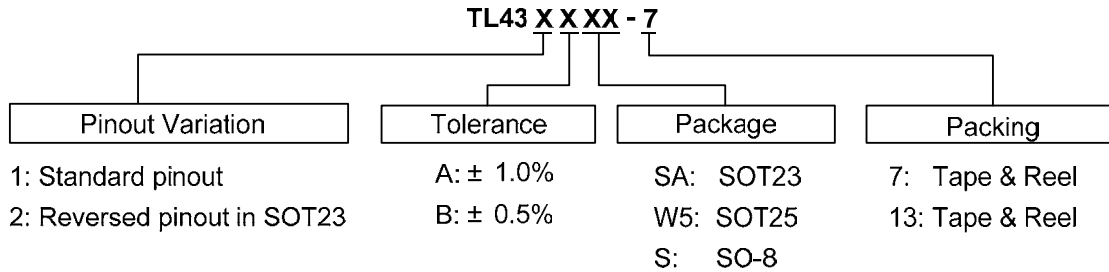 TL43 X X XX - 7
Pinout Variation
1: Standard pinout
2: Reversed pinout in SOT23
Tolerance
A: ± 1.0%
B: ± 0.5%
Package
SA: SOT23
W5: SOT25
S: SO-8
Packing
7: Tape & Reel
13: Tape & Reel